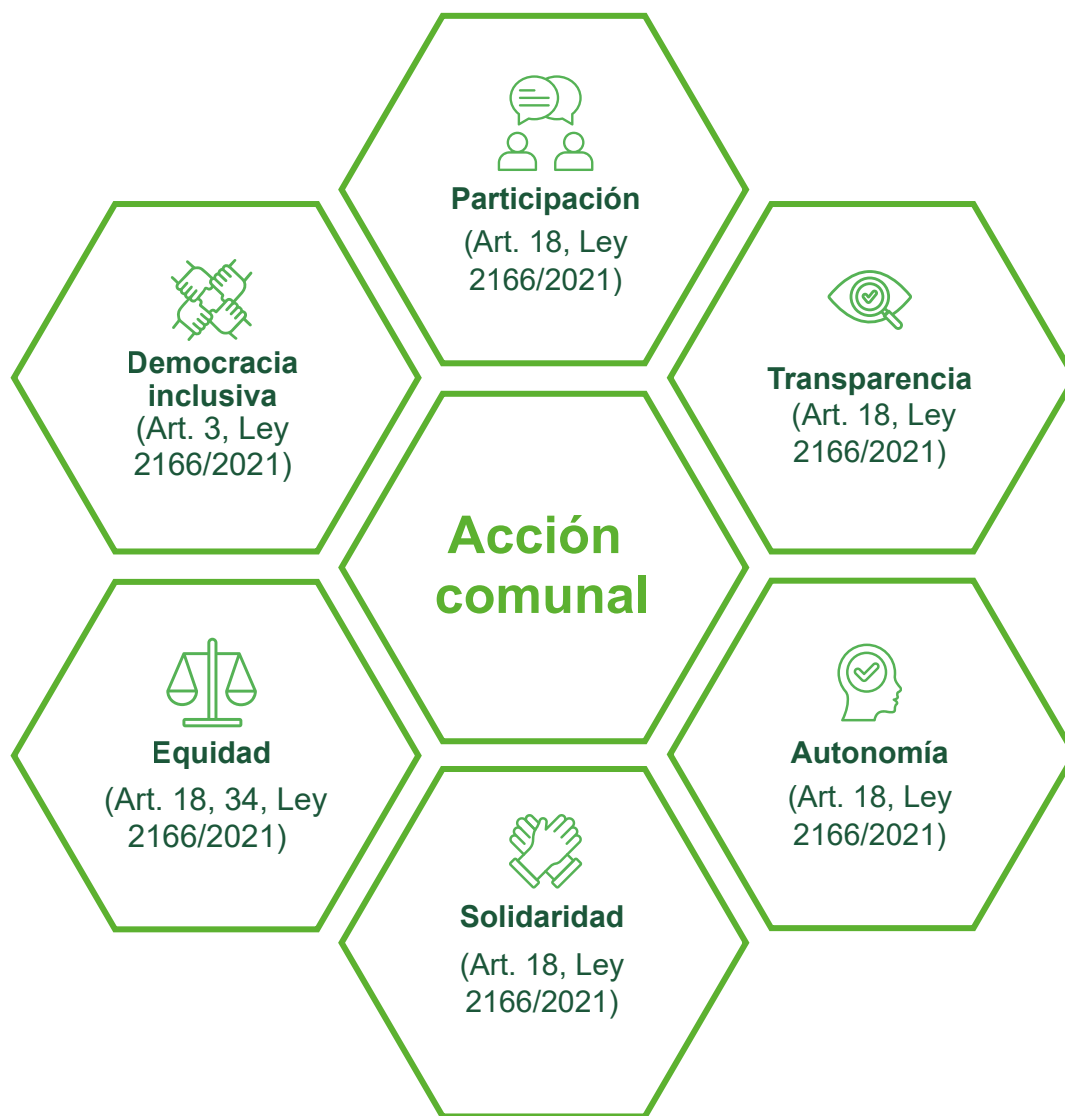 Participación
(Art. 18, Ley
2166/2021)
Democracia
inclusiva
(Art. 3, Ley
2166/2021)
Transparencia
(Art. 18, Ley
2166/2021)
Acción
comunal
Equidad
(Art. 18, 34, Ley
2166/2021)
Autonomía
(Art. 18, Ley
2166/2021)
Solidaridad
(Art. 18, Ley
2166/2021)